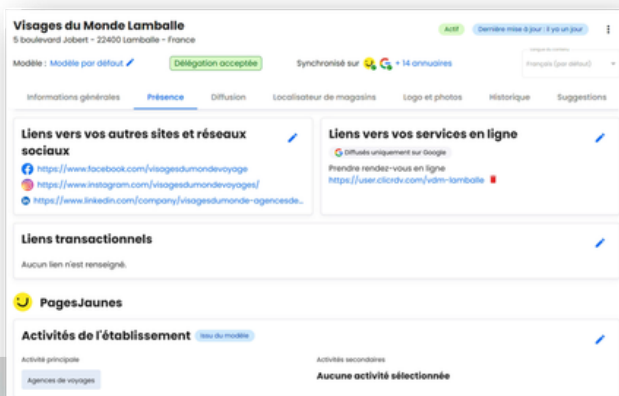 Visages du Monde Lamballe
5 boulevard Jobert - 22400 Lamballe - France
Actif
Dernière mise à jour : il y a un jour
Modèle : Modèle par défaut
Délégation acceptée
Synchronisé sur
+ 14 annuaires
Français (par défaut)
Informations générales
Présence
Diffusion
Localisateur de magasins
Logo et photos
Historique
Suggestions
Liens vers vos autres sites et réseaux
sociaux
https://www.facebook.com/visagesdumondevoyage
https://www.instagram.com/visagesdumondevoyages/
https://www.linkedin.com/company/visagesdumonde-agencesde...
Liens vers vos services en ligne
Diffusés uniquement sur Google
Prendre rendez-vous en ligne
https://user.clicrdv.com/vdm-lamballe
Liens transactionnels
Aucun lien n'est renseigné.
PagesJaunes
Activités de l'établissement
Issu du modèle
Activité principale
Agences de voyages
Activités secondaires
Aucune activité sélectionnée